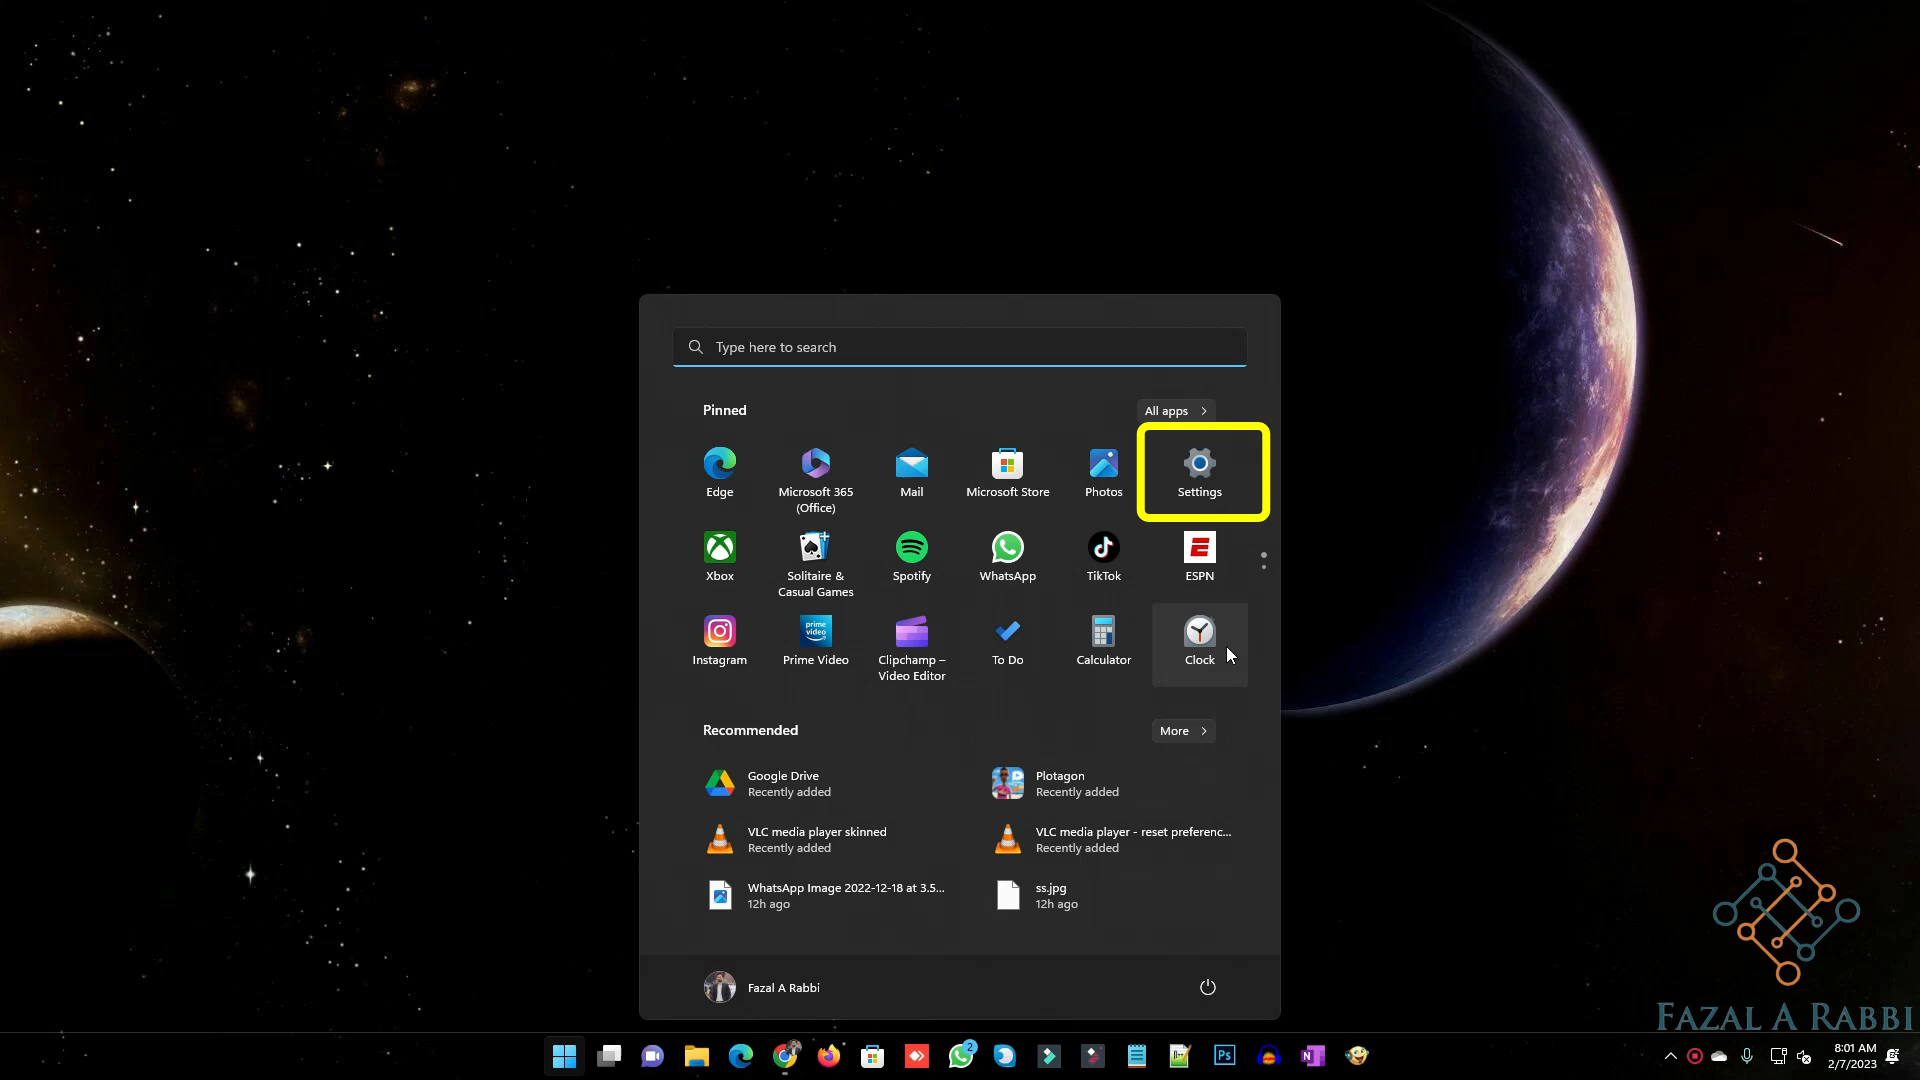 Type here to search
Pinned
All apps
Edge
Microsoft 365
(Office)
Mail
Microsoft Store
Photos
Settings
Xbox
Solitaire &
Casual Games
Spotify
WhatsApp
TikTok
ESPN
Instagram
prime
video
Prime Video
Clipchamp –
Video Editor
To Do
Calculator
Clock
Recommended
More
Google Drive
Recently added
Plotagon
Recently added
VLC media player skinned
Recently added
VLC media player - reset preferenc...
Recently added
WhatsApp Image 2022-12-18 at 3.5...
12h ago
ss.jpg
12h ago
Fazal A Rabbi
FAZAL A RABBI
2
Ps
N
8:01 AM
2/7/2023